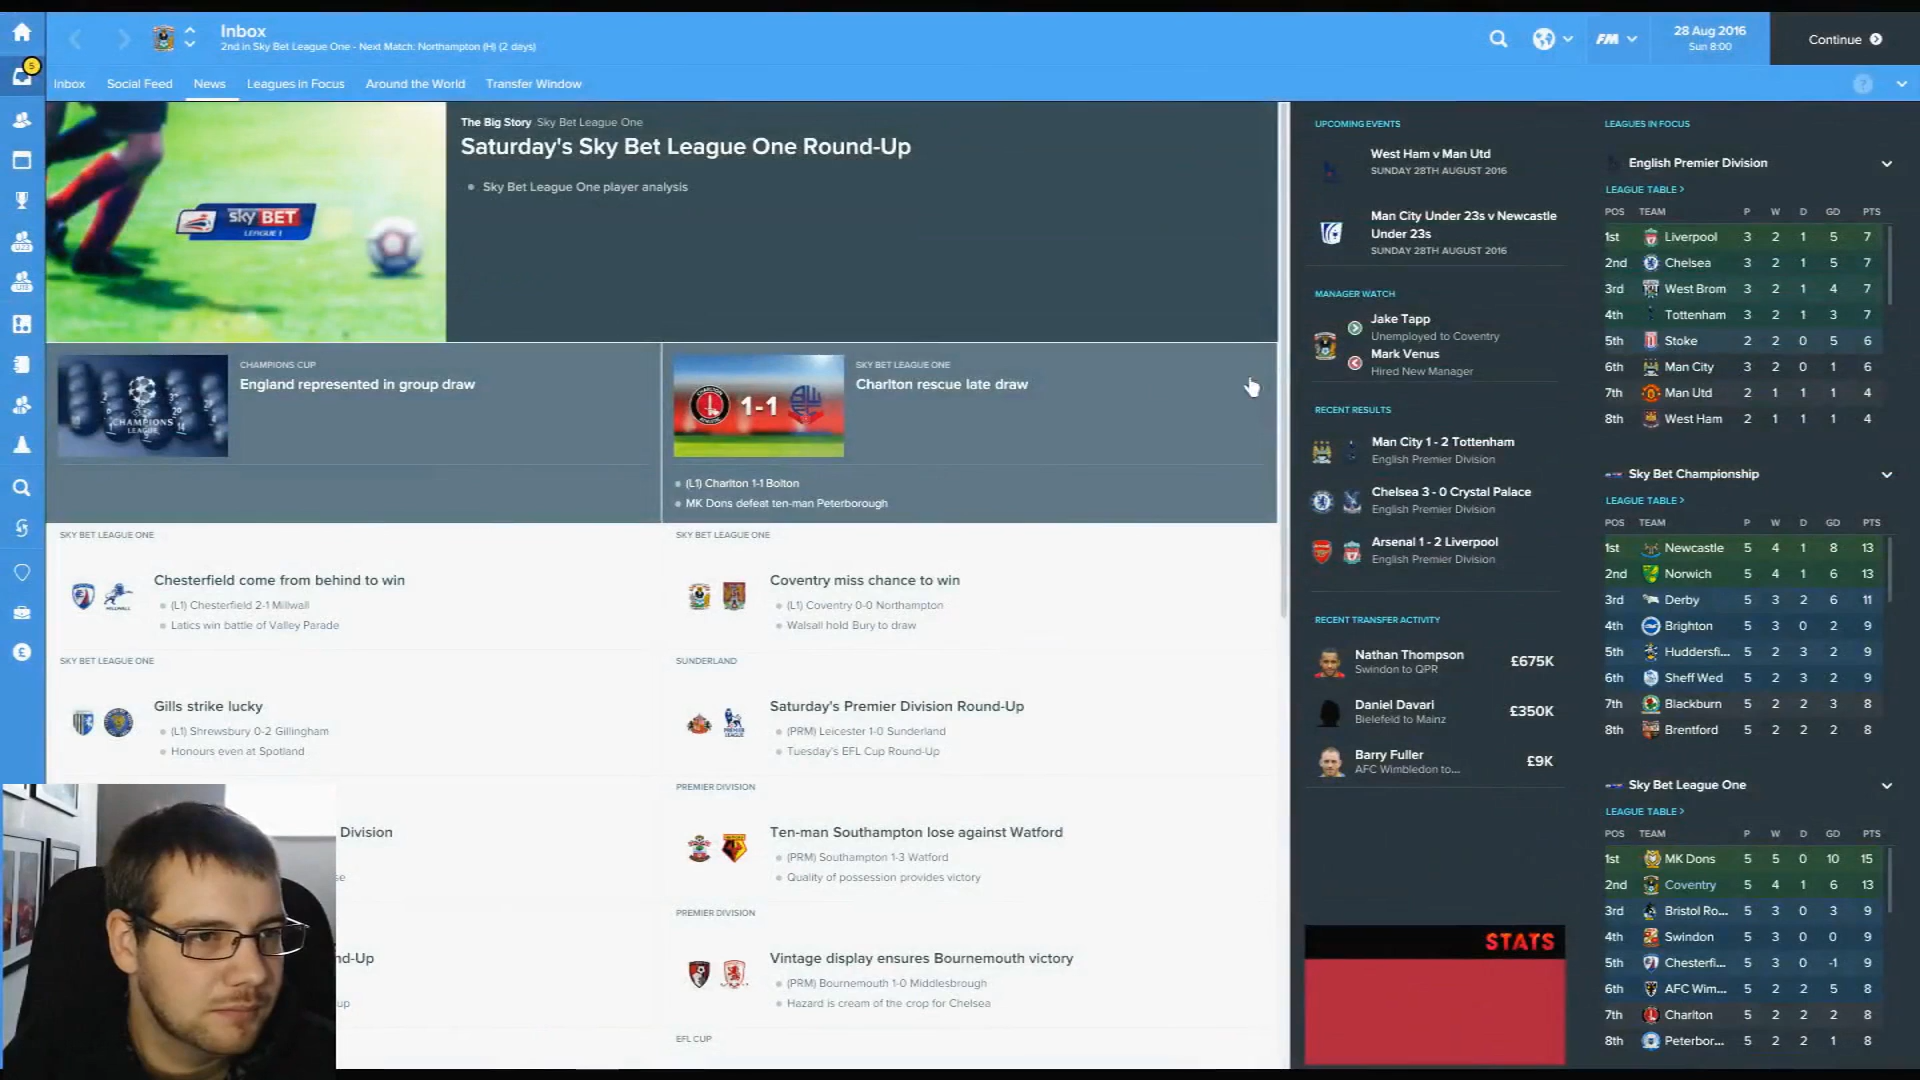 Inbox
2nd in Sky Bet League One - Next Match: Northampton (H) (2 days)
FM
28 Aug 2016
Sun 8:00
Continue
5
Inbox
Social Feed
News
Leagues in Focus
Around the World
Transfer Window
sky BET
LEAGUE 1
The Big Story Sky Bet League One
Saturday's Sky Bet League One Round-Up
Sky Bet League One player analysis
CHAMPIONS LEAGUE
CHAMPIONS CUP
England represented in group draw
1-1
SKY BET LEAGUE ONE
Charlton rescue late draw
(L1) Charlton 1-1 Bolton
MK Dons defeat ten-man Peterborough
SKY BET LEAGUE ONE
Chesterfield come from behind to win
(L1) Chesterfield 2-1 Millwall
Latics win battle of Valley Parade
SKY BET LEAGUE ONE
Coventry miss chance to win
(L1) Coventry 0-0 Northampton
Walsall hold Bury to draw
SKY BET LEAGUE ONE
Gills strike lucky
(L1) Shrewsbury 0-2 Gillingham
Honours even at Spotland
SUNDERLAND
Saturday's Premier Division Round-Up
(PRM) Leicester 1-0 Sunderland
Tuesday's EFL Cup Round-Up
Division
se
PREMIER DIVISION
Ten-man Southampton lose against Watford
(PRM) Southampton 1-3 Watford
Quality of possession provides victory
nd-Up
up
PREMIER DIVISION
Vintage display ensures Bournemouth victory
(PRM) Bournemouth 1-0 Middlesbrough
Hazard is cream of the crop for Chelsea
EFL CUP
UPCOMING EVENTS
West Ham v Man Utd
SUNDAY 28TH AUGUST 2016
Man City Under 23s v Newcastle
Under 23s
SUNDAY 28TH AUGUST 2016
MANAGER WATCH
Jake Tapp
Unemployed to Coventry
Mark Venus
Hired New Manager
RECENT RESULTS
Man City 1 - 2 Tottenham
English Premier Division
Chelsea 3 - 0 Crystal Palace
English Premier Division
Arsenal 1 - 2 Liverpool
English Premier Division
RECENT TRANSFER ACTIVITY
Nathan Thompson
Swindon to QPR
£675K
Daniel Davari
Bielefeld to Mainz
£350K
Barry Fuller
AFC Wimbledon to...
£9K
STATS
LEAGUES IN FOCUS
English Premier Division
LEAGUE TABLE >
POS TEAM P W D GD PTS
1st Liverpool 3 2 1 5 7
2nd Chelsea 3 2 1 5 7
3rd West Brom 3 2 1 4 7
4th Tottenham 3 2 1 3 7
5th Stoke 2 2 0 5 6
6th Man City 3 2 0 1 6
7th Man Utd 2 1 1 1 4
8th West Ham 2 1 1 1 4
Sky Bet Championship
LEAGUE TABLE >
POS TEAM P W D GD PTS
1st Newcastle 5 4 1 8 13
2nd Norwich 5 4 1 6 13
3rd Derby 5 3 2 6 11
4th Brighton 5 3 0 2 9
5th Huddersfi... 5 2 3 2 9
6th Sheff Wed 5 2 3 2 9
7th Blackburn 5 2 2 3 8
8th Brentford 5 2 2 2 8
Sky Bet League One
LEAGUE TABLE >
POS TEAM P W D GD PTS
1st MK Dons 5 5 0 10 15
2nd Coventry 5 4 1 6 13
3rd Bristol Ro... 5 3 0 3 9
4th Swindon 5 3 0 0 9
5th Chesterfi... 5 3 0 -1 9
6th AFC Wim... 5 2 2 5 8
7th Charlton 5 2 2 2 8
8th Peterbor... 5 2 2 1 8